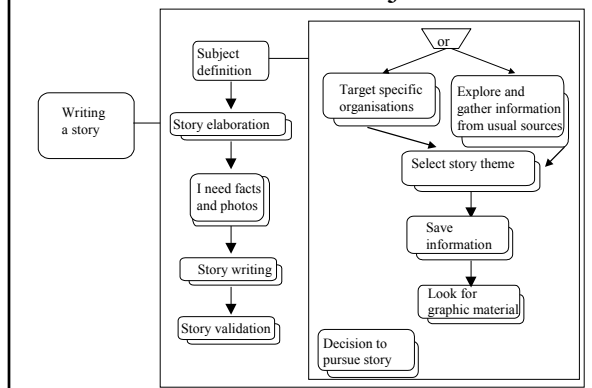 Writing
a story
Subject
definition
Story elaboration
I need facts
and photos
Story writing
Story validation
or
Target specific
organisations
Explore and
gather information
from usual sources
Select story theme
Save
information
Look for
graphic material
Decision to
pursue story